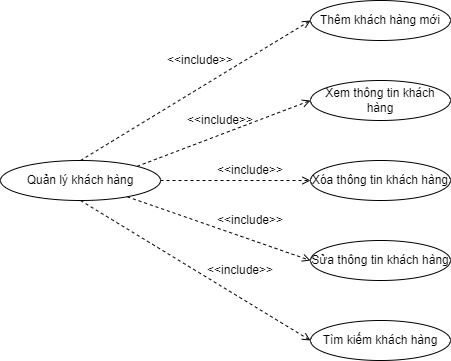 Thêm khách hàng mới
<<include>>
Xem thông tin khách
hàng
<<include>>
<<include>>
Quản lý khách hàng
Xóa thông tin khách hàng
<<include>>
Sửa thông tin khách hàng
<<include>>
Tìm kiếm khách hàng